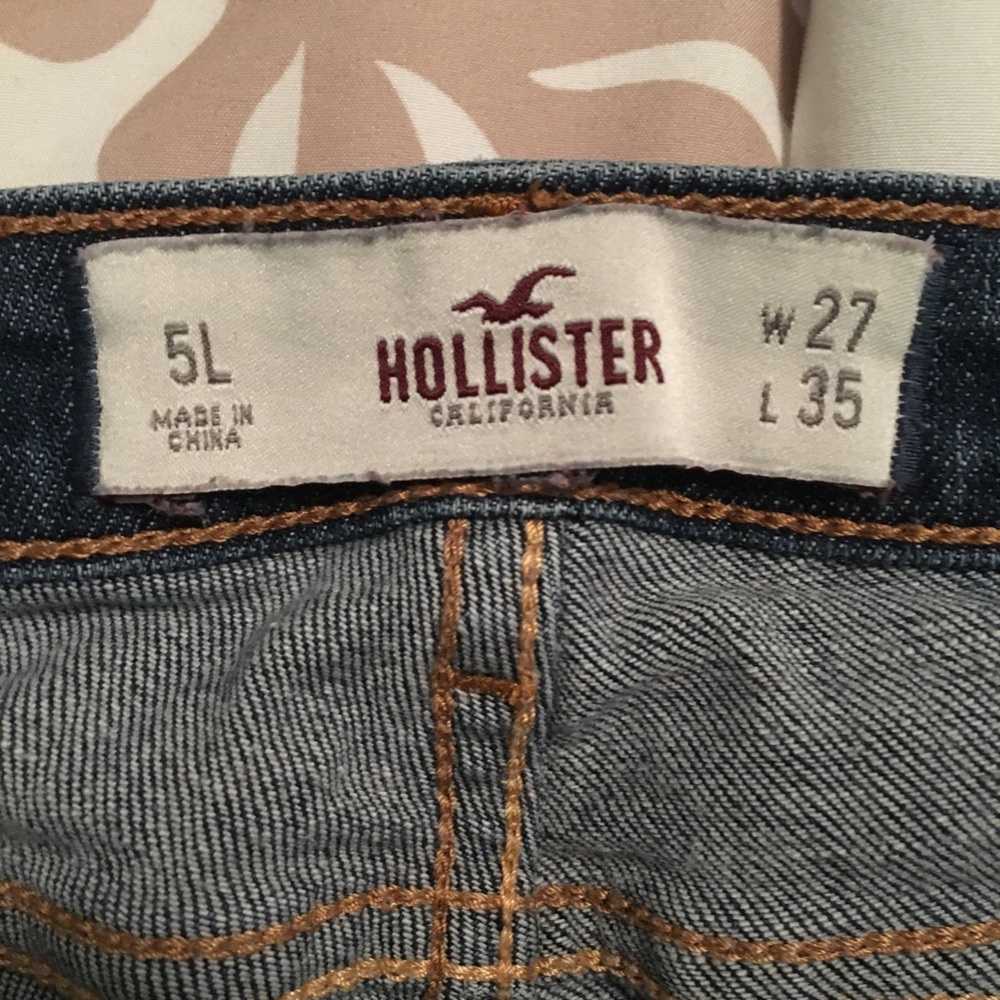 5L
MADE IN
CHINA
HOLLISTER
CALIFORNIA
W 27
L 35